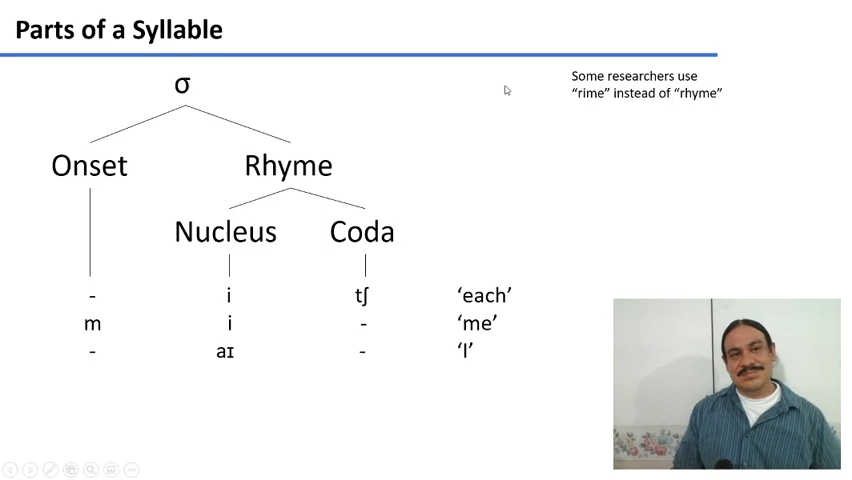 Parts of a Syllable
σ
Some researchers use
“rime” instead of “rhyme”
Onset Rhyme
Nucleus Coda
- i tʃ ‘each’
m i - ‘me’
- aɪ - ‘I’